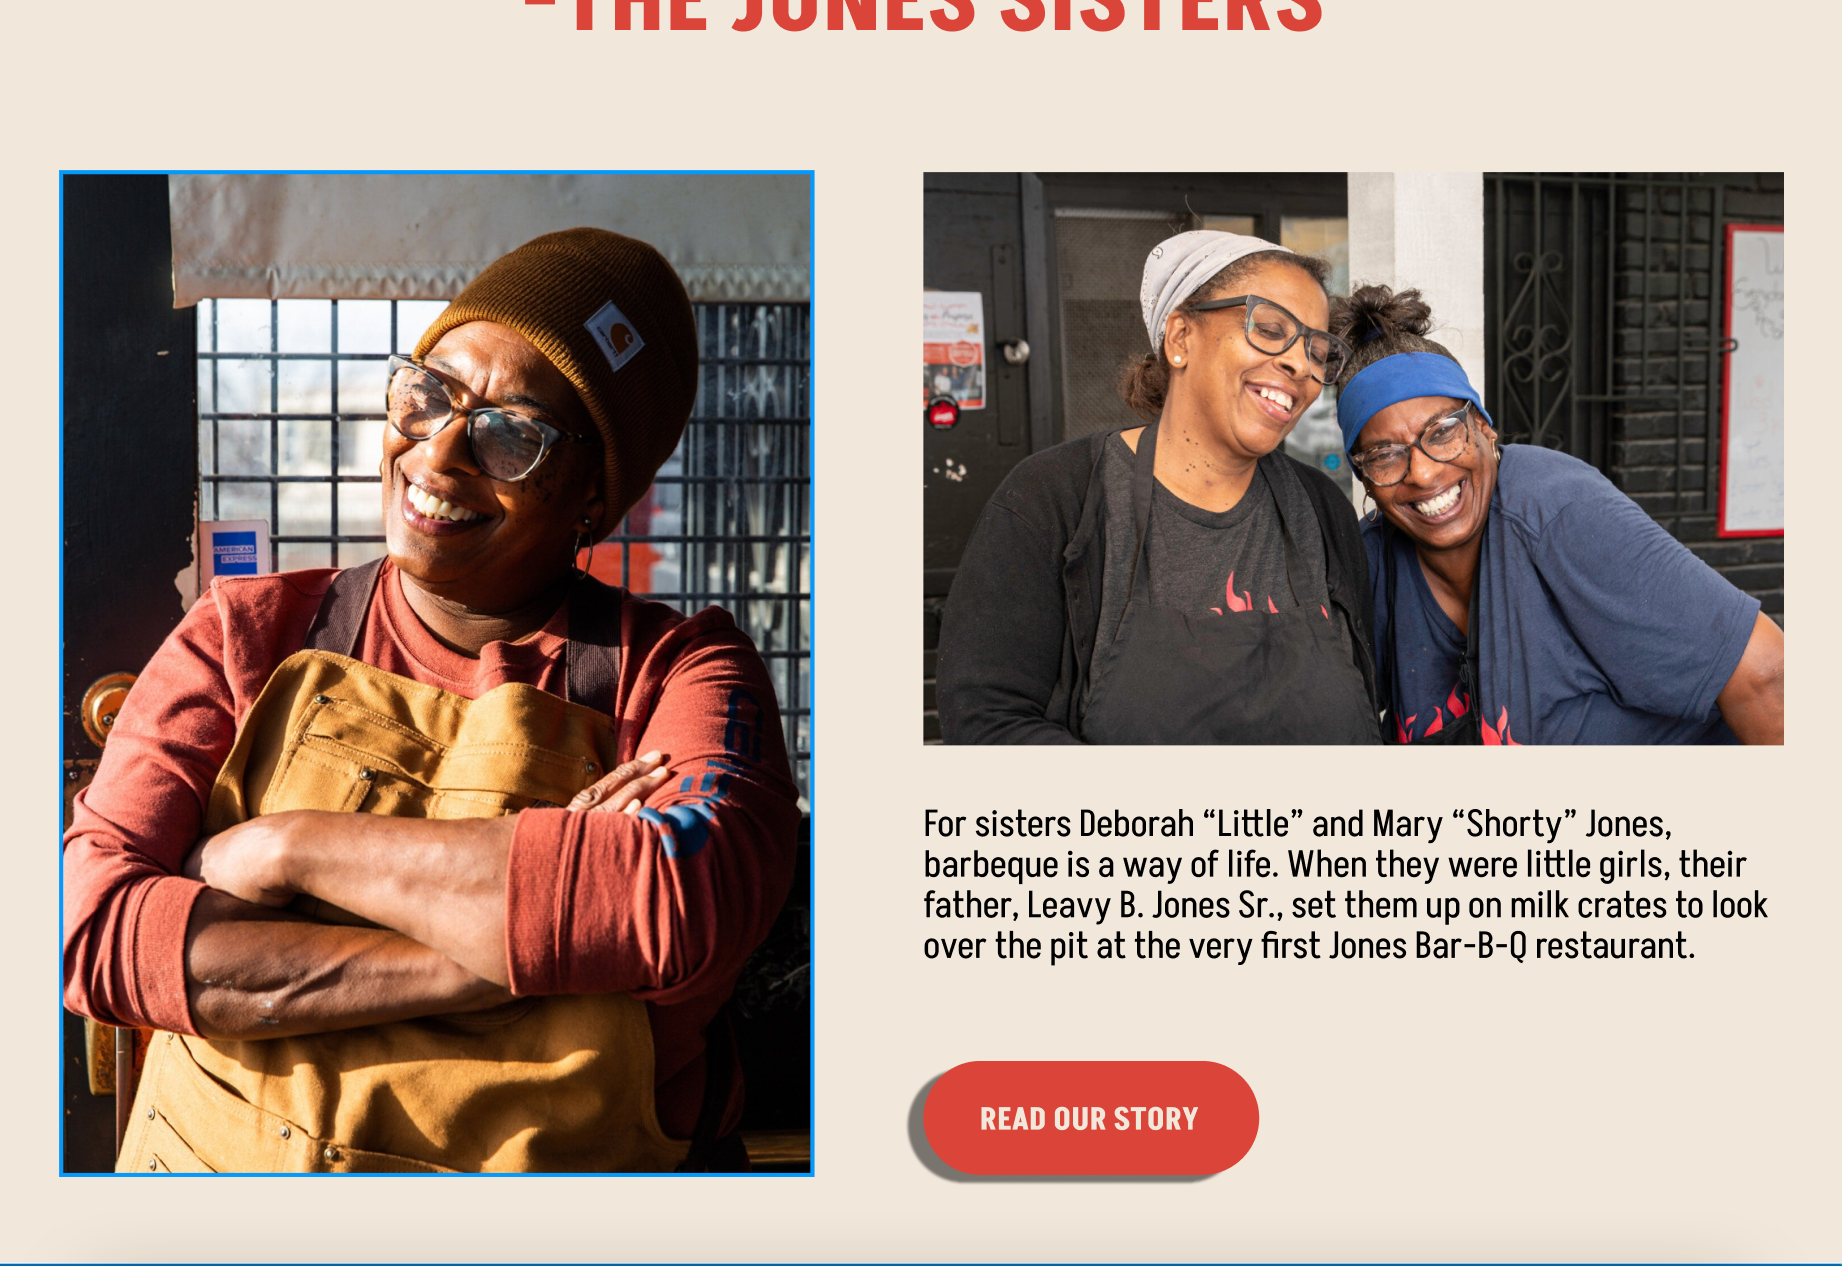 -THE JONES SISTERS
AMERICAN
EXPRESS
For sisters Deborah “Little” and Mary “Shorty” Jones,
barbeque is a way of life. When they were little girls, their
father, Leavy B. Jones Sr., set them up on milk crates to look
over the pit at the very first Jones Bar-B-Q restaurant.
READ OUR STORY